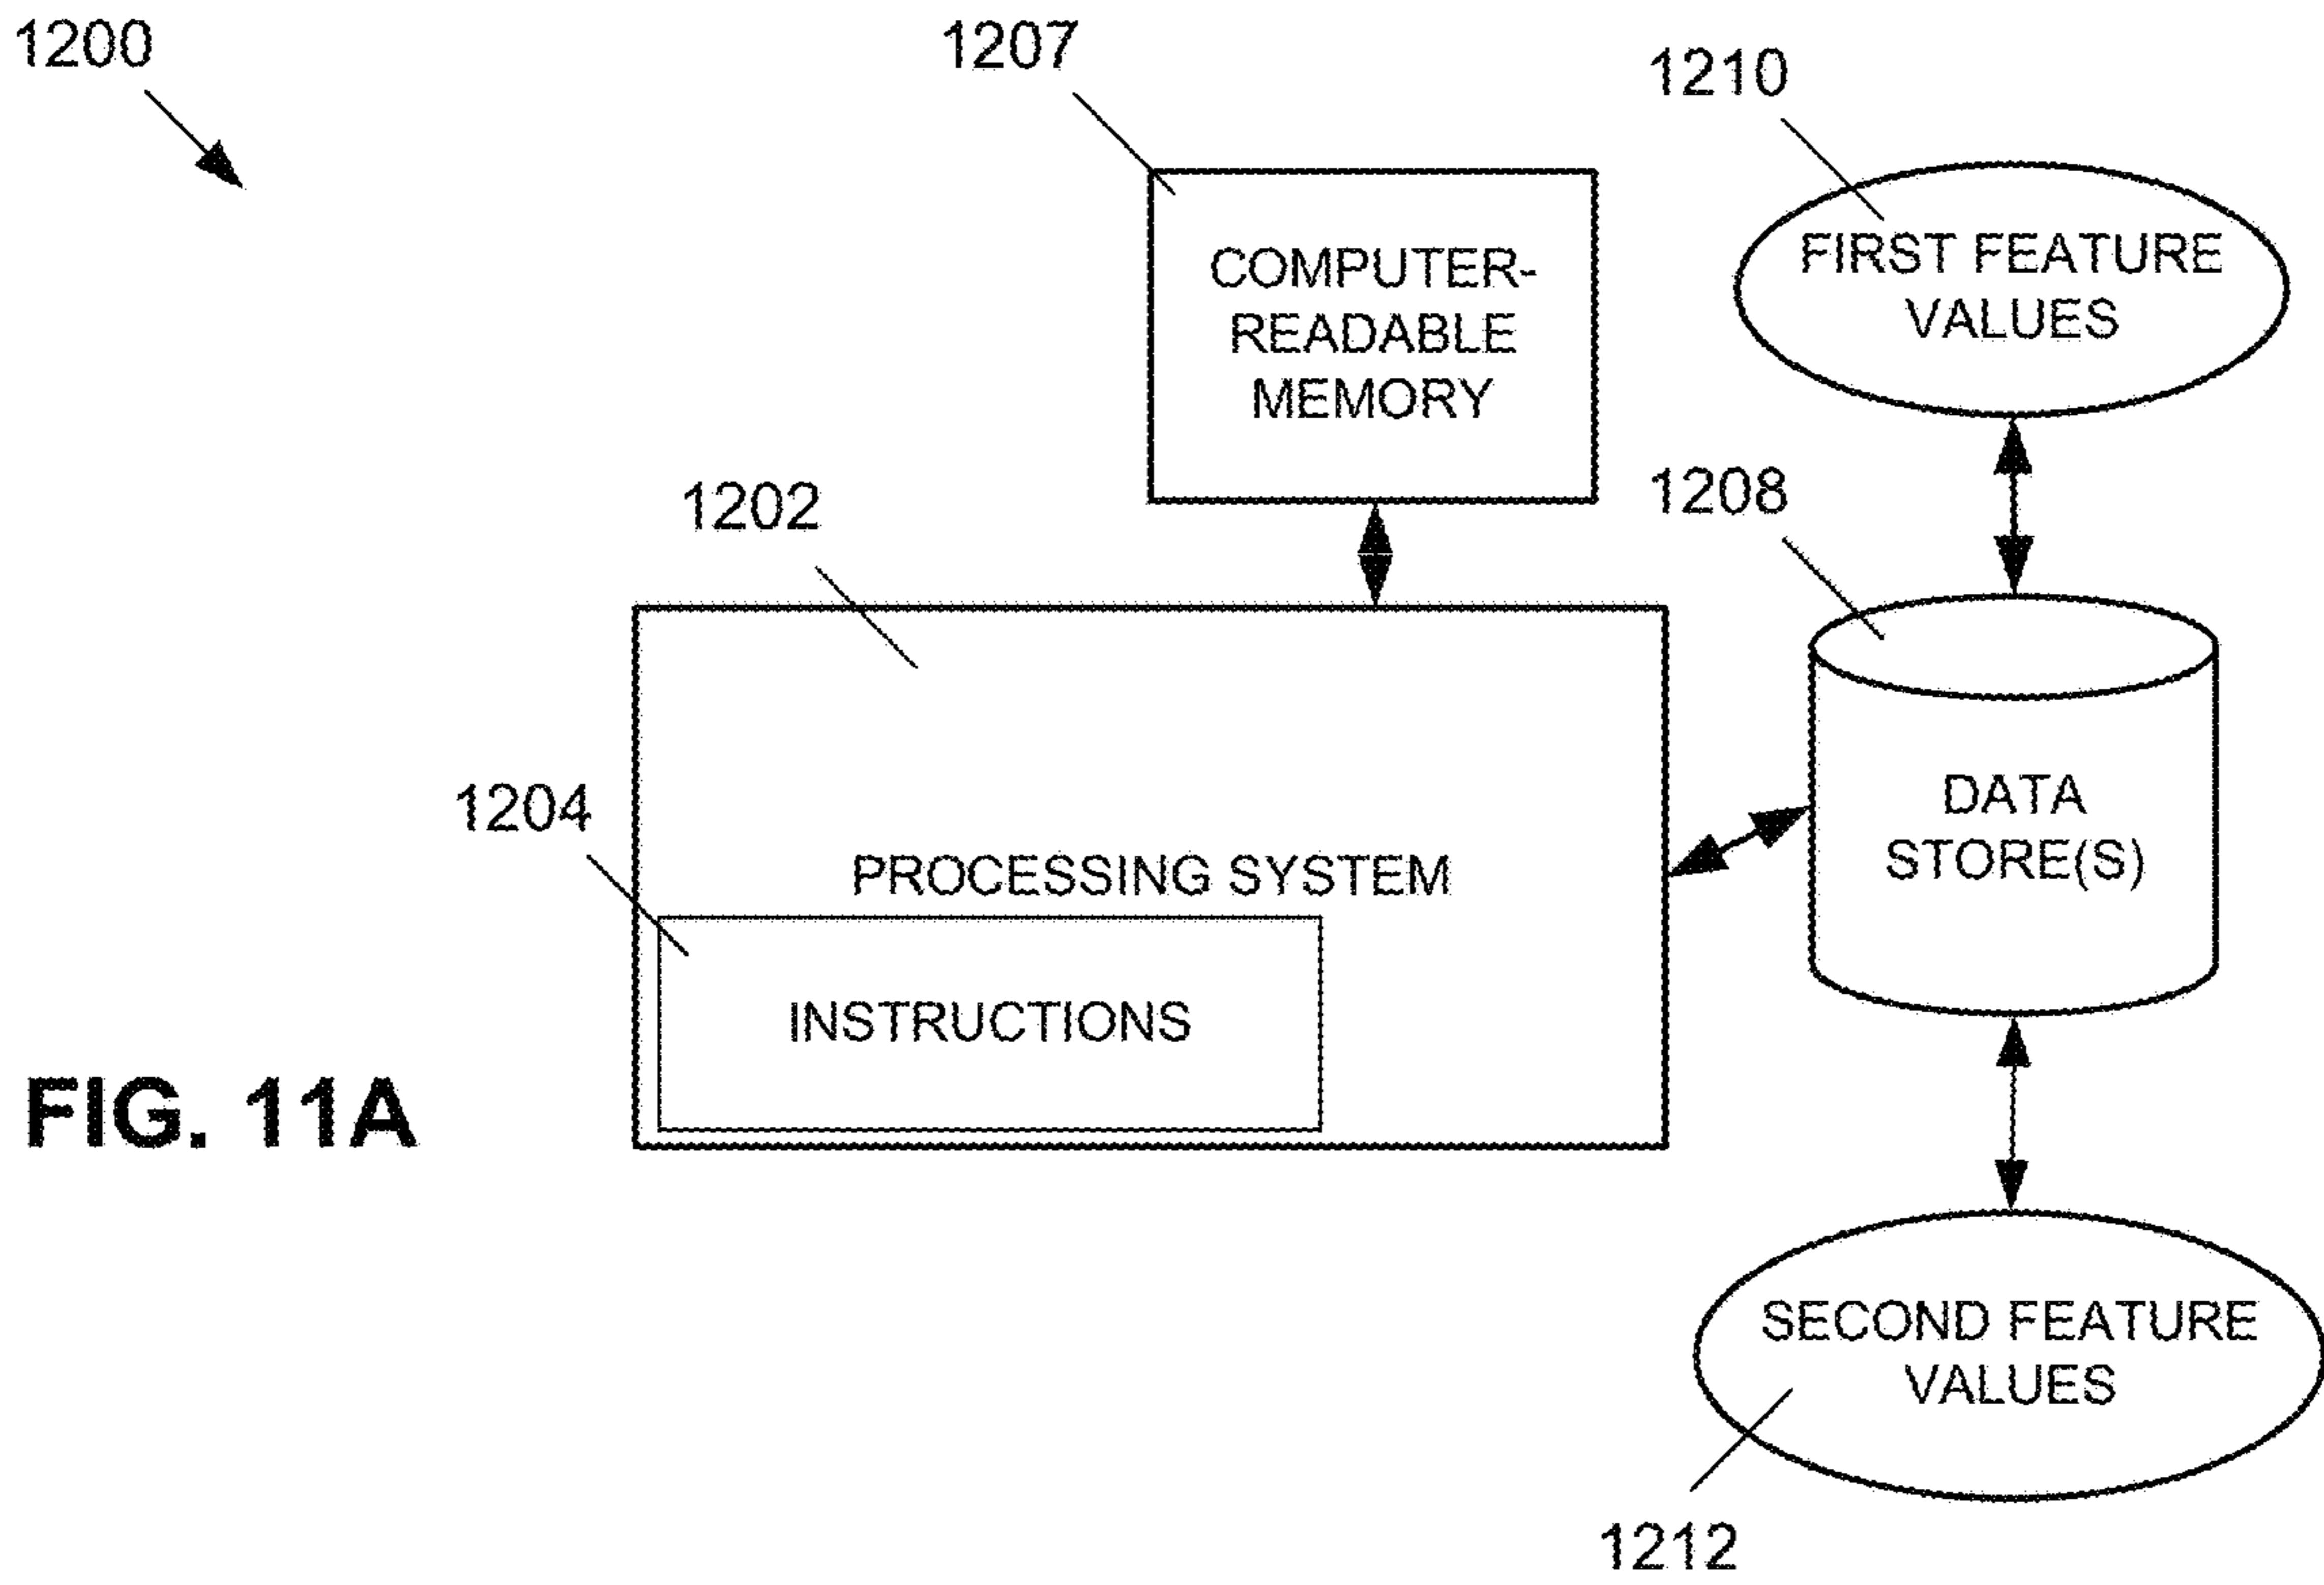 1200
1207
1210
COMPUTER-
READABLE
MEMORY
FIRST FEATURE
VALUES
1202
1208
1204
PROCESSING SYSTEM
DATA
STORE(S)
INSTRUCTIONS
FIG. 11A
SECOND FEATURE
VALUES
1212